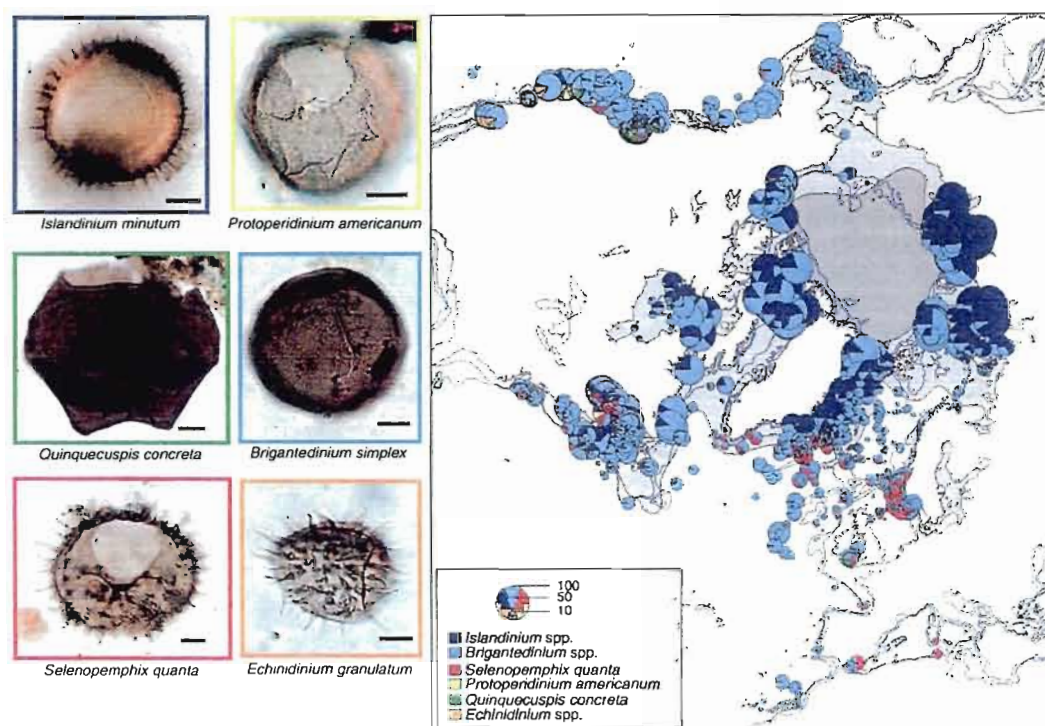 Islandinium minutum
Protoperidinium americanum
Quinquecuspis concreta
Brigantedinium simplex
Selenopemphix quanta
Echinidinium granulatum
100
50
10
Islandinium spp.
Brigantedinium spp.
Selenopemphix quanta
Protoperidinium americanum
Quinquecuspis concreta
Echinidinium spp.